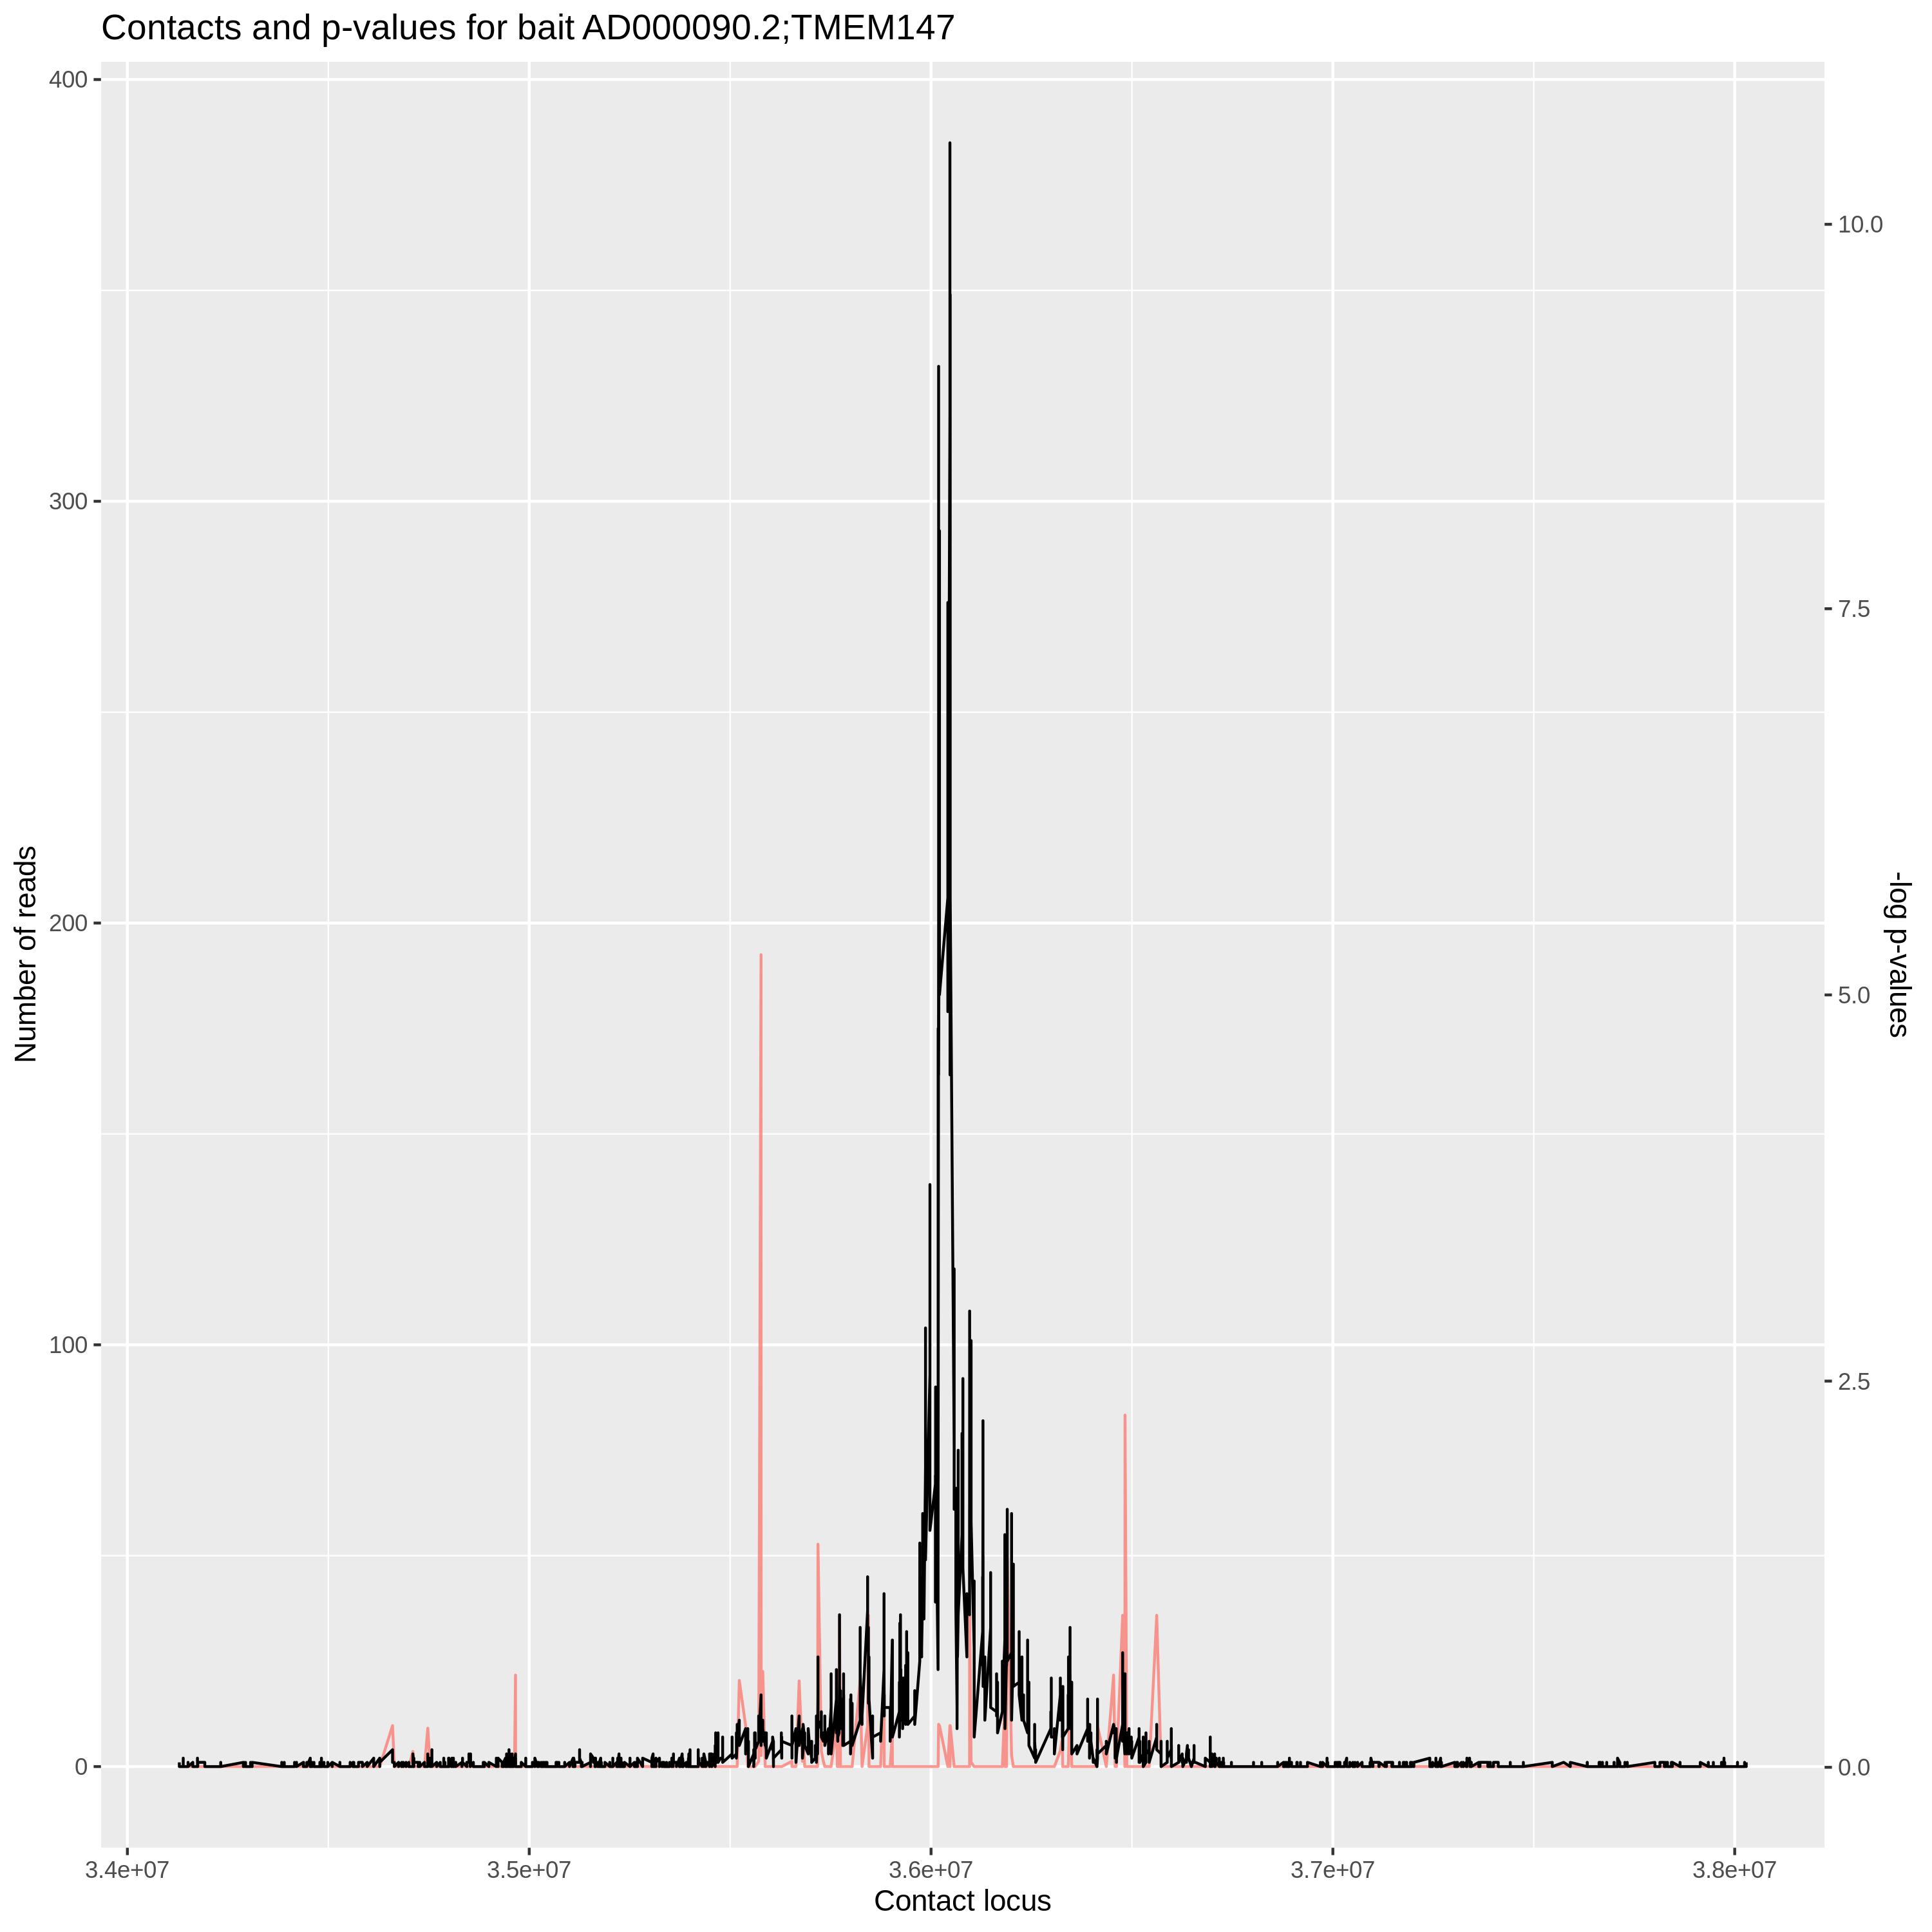 Contacts and p-values for bait AD000090.2;TMEM147
400
300
200
100
0
Number of reads
10.0
7.5
5.0
2.5
0.0
-log p-values
3.4e+07 3.5e+07 3.6e+07 3.7e+07 3.8e+07
Contact locus